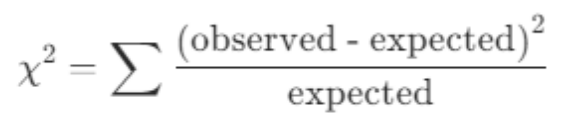 χ² = ∑ (observed - expected)² / expected